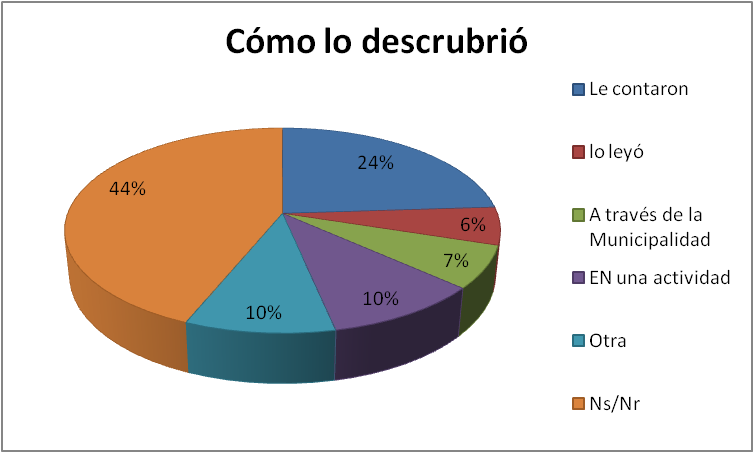 Cómo lo descrubrió
24%
6%
7%
10%
10%
44%
Le contaron
lo leyó
A través de la
Municipalidad
EN una actividad
Otra
Ns/Nr